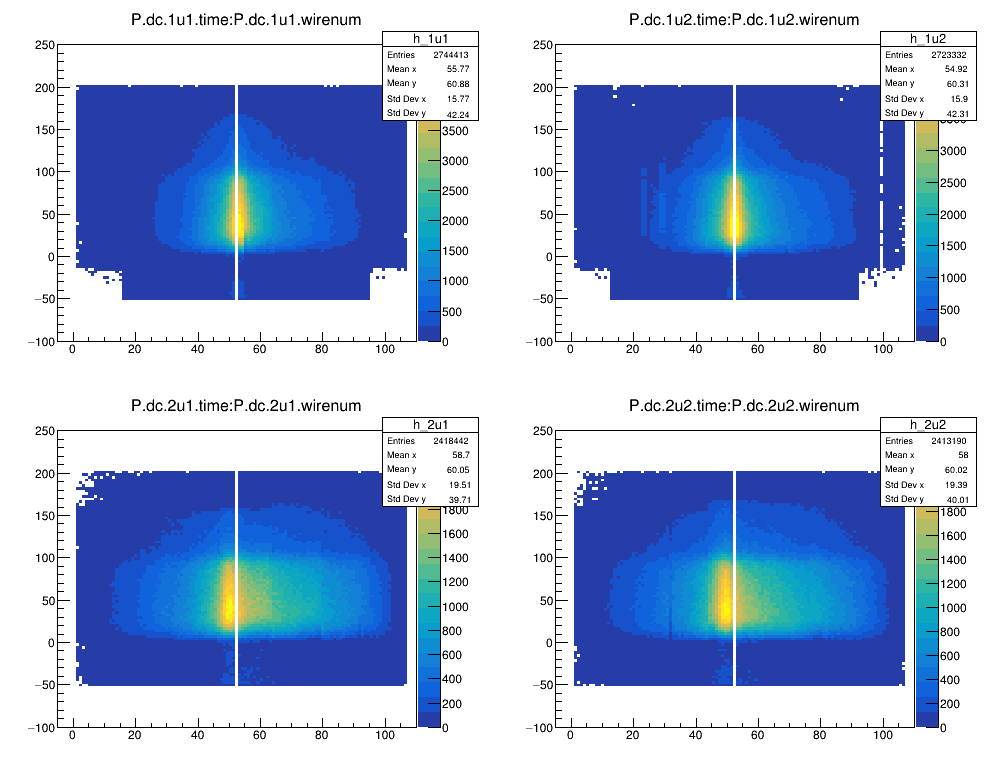 P.dc.1u1.time:P.dc.1u1.wirenum
h_1u1
Entries 2744413
Mean x 55.77
Mean y 60.88
Std Dev x 15.77
Std Dev y 42.24
250
200
150
100
50
0
−50
−100
0 20 40 60 80 100
3500
3000
2500
2000
1500
1000
500
0
P.dc.1u2.time:P.dc.1u2.wirenum
h_1u2
Entries 2723332
Mean x 54.92
Mean y 60.31
Std Dev x 15.9
Std Dev y 42.31
250
200
150
100
50
0
−50
−100
0 20 40 60 80 100
3000
2500
2000
1500
1000
500
0
P.dc.2u1.time:P.dc.2u1.wirenum
h_2u1
Entries 2418442
Mean x 58.7
Mean y 60.05
Std Dev x 19.51
Std Dev y 39.71
250
200
150
100
50
0
−50
−100
0 20 40 60 80 100
1800
1600
1400
1200
1000
800
600
400
200
0
P.dc.2u2.time:P.dc.2u2.wirenum
h_2u2
Entries 2413190
Mean x 58
Mean y 60.02
Std Dev x 19.39
Std Dev y 40.01
250
200
150
100
50
0
−50
−100
0 20 40 60 80 100
1800
1600
1400
1200
1000
800
600
400
200
0